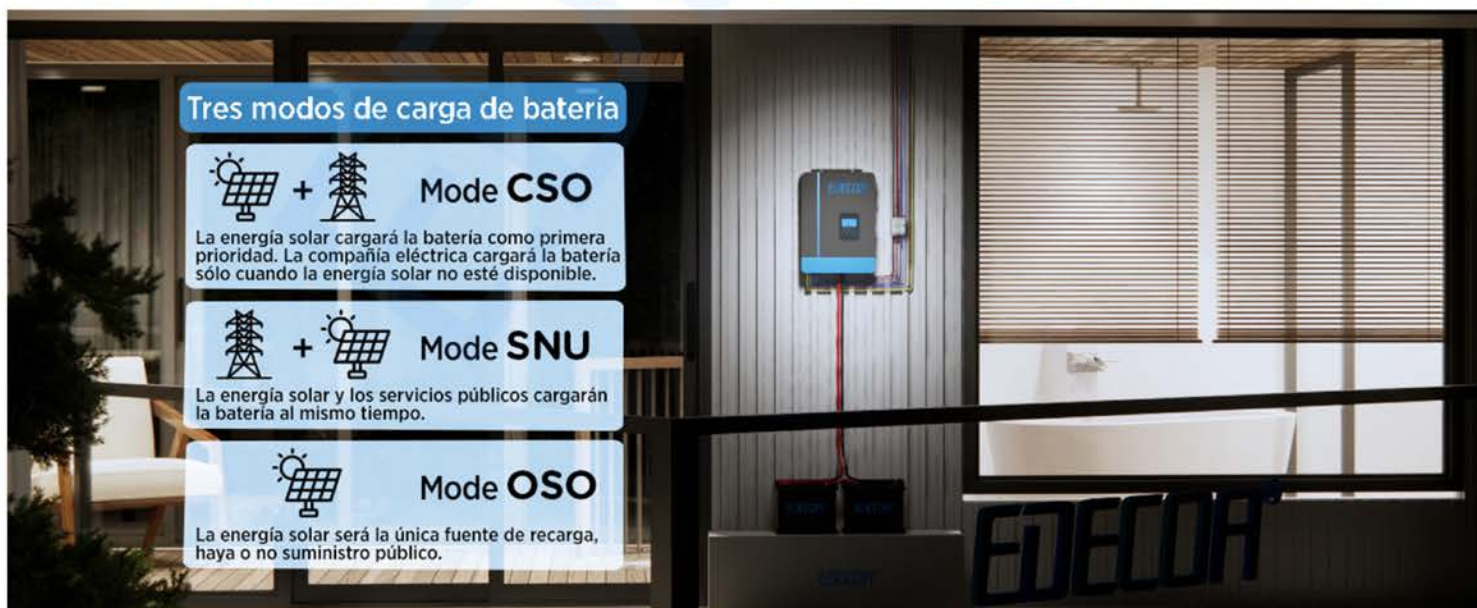 Tres modos de carga de batería
+ Mode CSO
La energía solar cargará la batería como primera
prioridad. La compañía eléctrica cargará la batería
sólo cuando la energía solar no esté disponible.
+ Mode SNU
La energía solar y los servicios públicos cargarán
la batería al mismo tiempo.
Mode OSO
La energía solar será la única fuente de recarga,
haya o no suministro público.
EDECOA
EDECOA